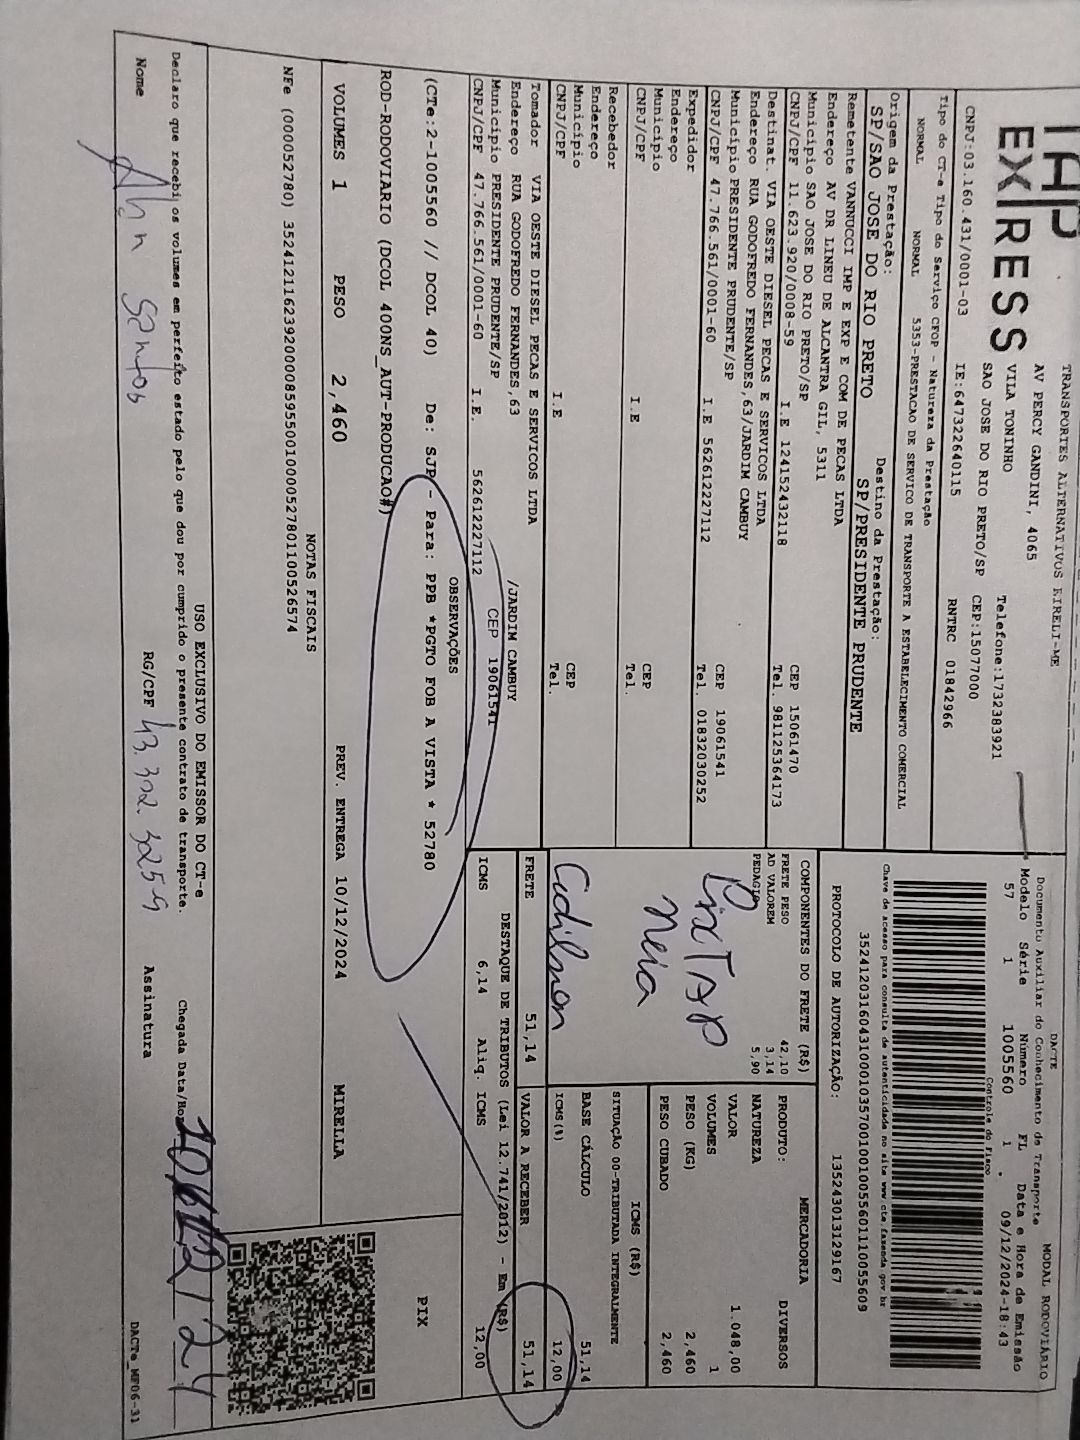 TAP
EXPRESS
TRANSPORTES ALTERNATIVOS EIRELI-ME
AV PERCY GANDINI, 4065
VILA TONINHO Telefone:1732383921
SAO JOSE DO RIO PRETO/SP CEP:15077000
CNPJ:03.160.431/0001-03 IE:647322640115 RNTRC 01842966
Tipo do CT-e Tipo do Serviço CFOP - Natureza da Prestação
NORMAL NORMAL 5353-PRESTACAO DE SERVICO DE TRANSPORTE A ESTABELECIMENTO COMERCIAL
Origem da Prestação: Destino da Prestação:
SP/SAO JOSE DO RIO PRETO SP/PRESIDENTE PRUDENTE
DACTE MODAL RODOVIÁRIO
Documento Auxiliar do Conhecimento de Transporte
Modelo Série Número FL Data e Hora de Emissão
57 1 1005560 1 09/12/2024-18:43
Controle do Fisco
Chave de acesso para consulta de autenticidade no site www.cte.fazenda.gov.br
PROTOCOLO DE AUTORIZAÇÃO: 135243013129167
Remetente VANNUCCI IMP E EXP E COM DE PECAS LTDA
Endereço AV DR LINEU DE ALCANTRA GIL, 5311
Município SAO JOSE DO RIO PRETO/SP CEP 15061470
CNPJ/CPF 11.623.920/0008-59 I.E 124152432118 Tel. 981125364173
Destinat. VIA OESTE DIESEL PECAS E SERVICOS LTDA
Endereço RUA GODOFREDO FERNANDES,63/JARDIM CAMBUY
Município PRESIDENTE PRUDENTE/SP CEP 19061541
CNPJ/CPF 47.766.561/0001-60 I.E 562612227112 Tel. 01832030252
Expedidor
Endereço
Município CEP
CNPJ/CPF I.E Tel.
Recebedor
Endereço
Município CEP
CNPJ/CPF I.E Tel.
Tomador VIA OESTE DIESEL PECAS E SERVICOS LTDA
Endereço RUA GODOFREDO FERNANDES,63 /JARDIM CAMBUY
Município PRESIDENTE PRUDENTE/SP CEP 19061541
CNPJ/CPF 47.766.561/0001-60 I.E. 562612227112
COMPONENTES DO FRETE (R$)
FRETE PESO 42,10
AD VALOREM 3,14
PEDAGIO 5,90
PixTAP
Neia
FRETE 51,14
MERCADORIA
PRODUTO: DIVERSOS
NATUREZA
VALOR 1.048,00
VOLUMES 1
PESO (KG) 2,460
PESO CUBADO 2,460
ICMS (R$)
SITUAÇÃO 00-TRIBUTADA INTEGRALMENTE
BASE CÁLCULO 51,14
ICMS(%) 12,00
VALOR A RECEBER 51,14
DESTAQUE DE TRIBUTOS (Lei 12.741/2012) - Em (R$)
ICMS 6,14 Aliq. ICMS 12,00
OBSERVAÇÕES
(CTe:2-1005560 // DCOL 40) De: SJP - Para: PPB *PGTO FOB A VISTA * 52780
ROD-RODOVIARIO (DCOL 400NS_AUT-PRODUCAO#)
PIX
VOLUMES 1 PESO 2,460 PREV. ENTREGA 10/12/2024 MIRELLA
NOTAS FISCAIS
NFe (000052780) 35241211623920000859550010000527801100526574
USO EXCLUSIVO DO EMISSOR DO CT-e
Declaro que recebi os volumes em perfeito estado pelo que dou por cumprido o presente contrato de transporte. Chegada Data/Ho 10/12/24
Nome Santos RG/CPF 43.392.325-9 Assinatura
DACTe MF06-31